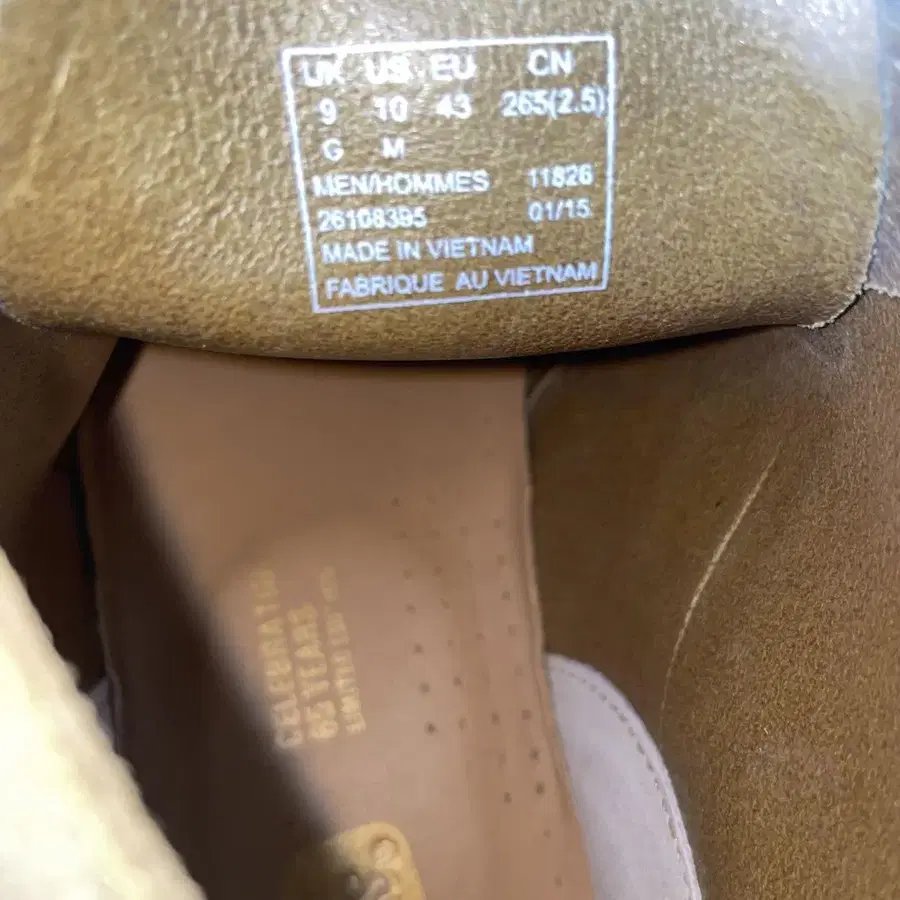 UK US EU CN
9 10 43 265(2.5)
G M
MEN/HOMMES 11826
26108395 01/15
MADE IN VIETNAM
FABRIQUE AU VIETNAM
CELEBRATING
65 YEARS
LIMITED